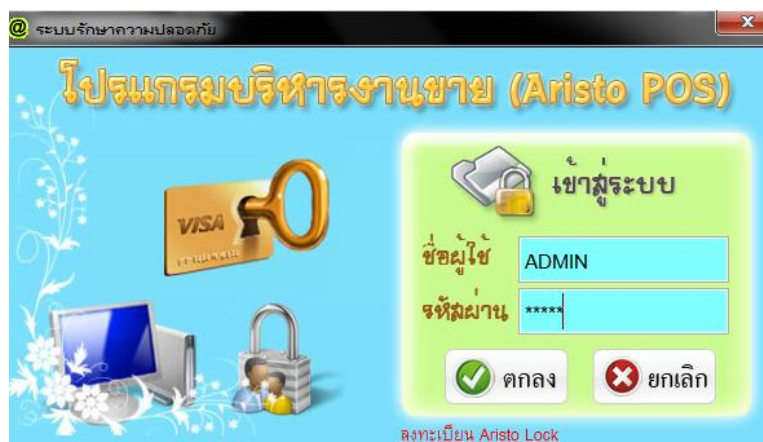 ระบบรักษาความปลอดภัย
โปรแกรมบริหารงานขาย (Aristo POS)
เข้าสู่ระบบ
VISA
ชื่อผู้ใช้ ADMIN
รหัสผ่าน *****
ตกลง ยกเลิก
ลงทะเบียน Aristo Lock